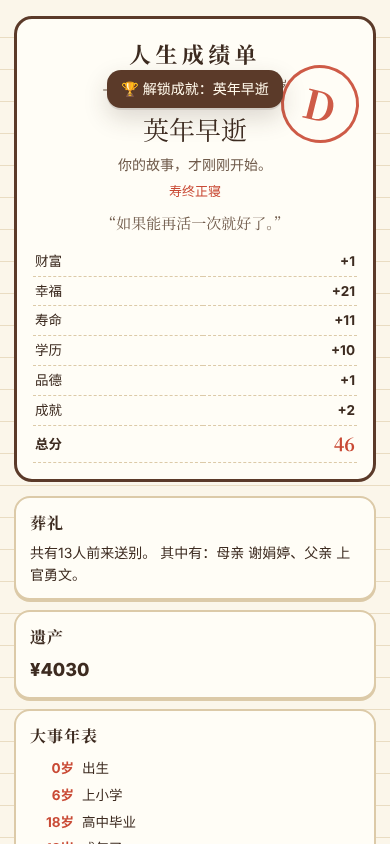 人生成绩单
🏆 解锁成就：英年早逝
D
英年早逝
你的故事，才刚刚开始。
寿终正寝
“如果能再活一次就好了。”
财富 +1
幸福 +21
寿命 +11
学历 +10
品德 +1
成就 +2
总分 46
葬礼
共有13人前来送别。 其中有：母亲 谢娟婷、父亲 上
官勇文。
遗产
¥4030
大事年表
0岁 出生
6岁 上小学
18岁 高中毕业